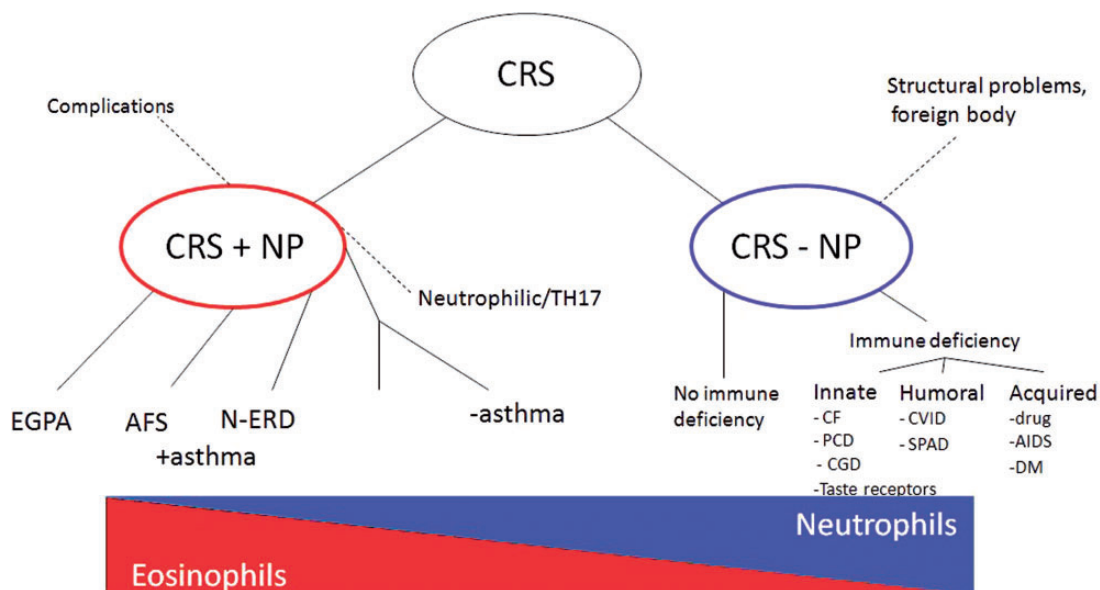 CRS
Complications
Structural problems,
foreign body
CRS + NP
CRS - NP
Neutrophilic/TH17
EGPA
AFS
N-ERD
+asthma
-asthma
No immune
deficiency
Immune deficiency
Innate
- CF
- PCD
- CGD
-Taste receptors
Humoral
- CVID
- SPAD
Acquired
-drug
-AIDS
-DM
Neutrophils
Eosinophils